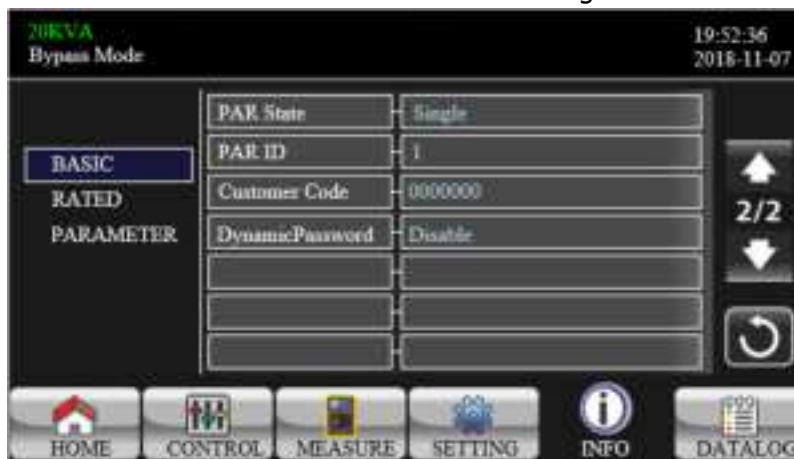 20KVA
Bypass Mode
19:52:36
2018-11-07
BASIC
RATED
PARAMETER
PAR State Single
PAR ID 1
Customer Code 0000000
DynamicPassword Disable
2/2
HOME CONTROL MEASURE SETTING INFO DATALOG